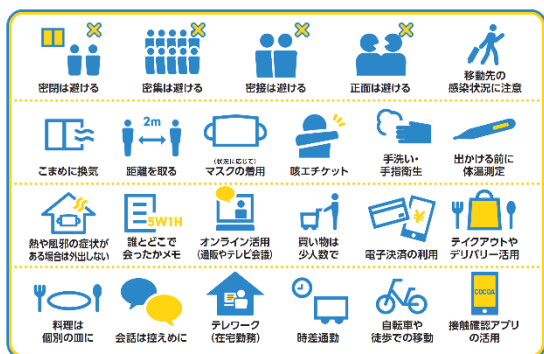 密閉は避ける
密集は避ける
密接は避ける
正面は避ける
移動先の
感染状況に注意
2m
こまめに換気
距離を取る
(状況に応じて)
マスクの着用
咳エチケット
手洗い・
手指衛生
出かける前に
体温測定
熱や風邪の症状が
ある場合は外出しない
5W1H
誰とどこで
会ったかメモ
オンライン活用
(通販やテレビ会議)
買い物は
少人数で
¥
電子決済の利用
テイクアウトや
デリバリー活用
料理は
個別の皿に
会話は控えめに
テレワーク
(在宅勤務)
時差通勤
自転車や
徒歩での移動
COCOA
接触確認アプリ
の活用